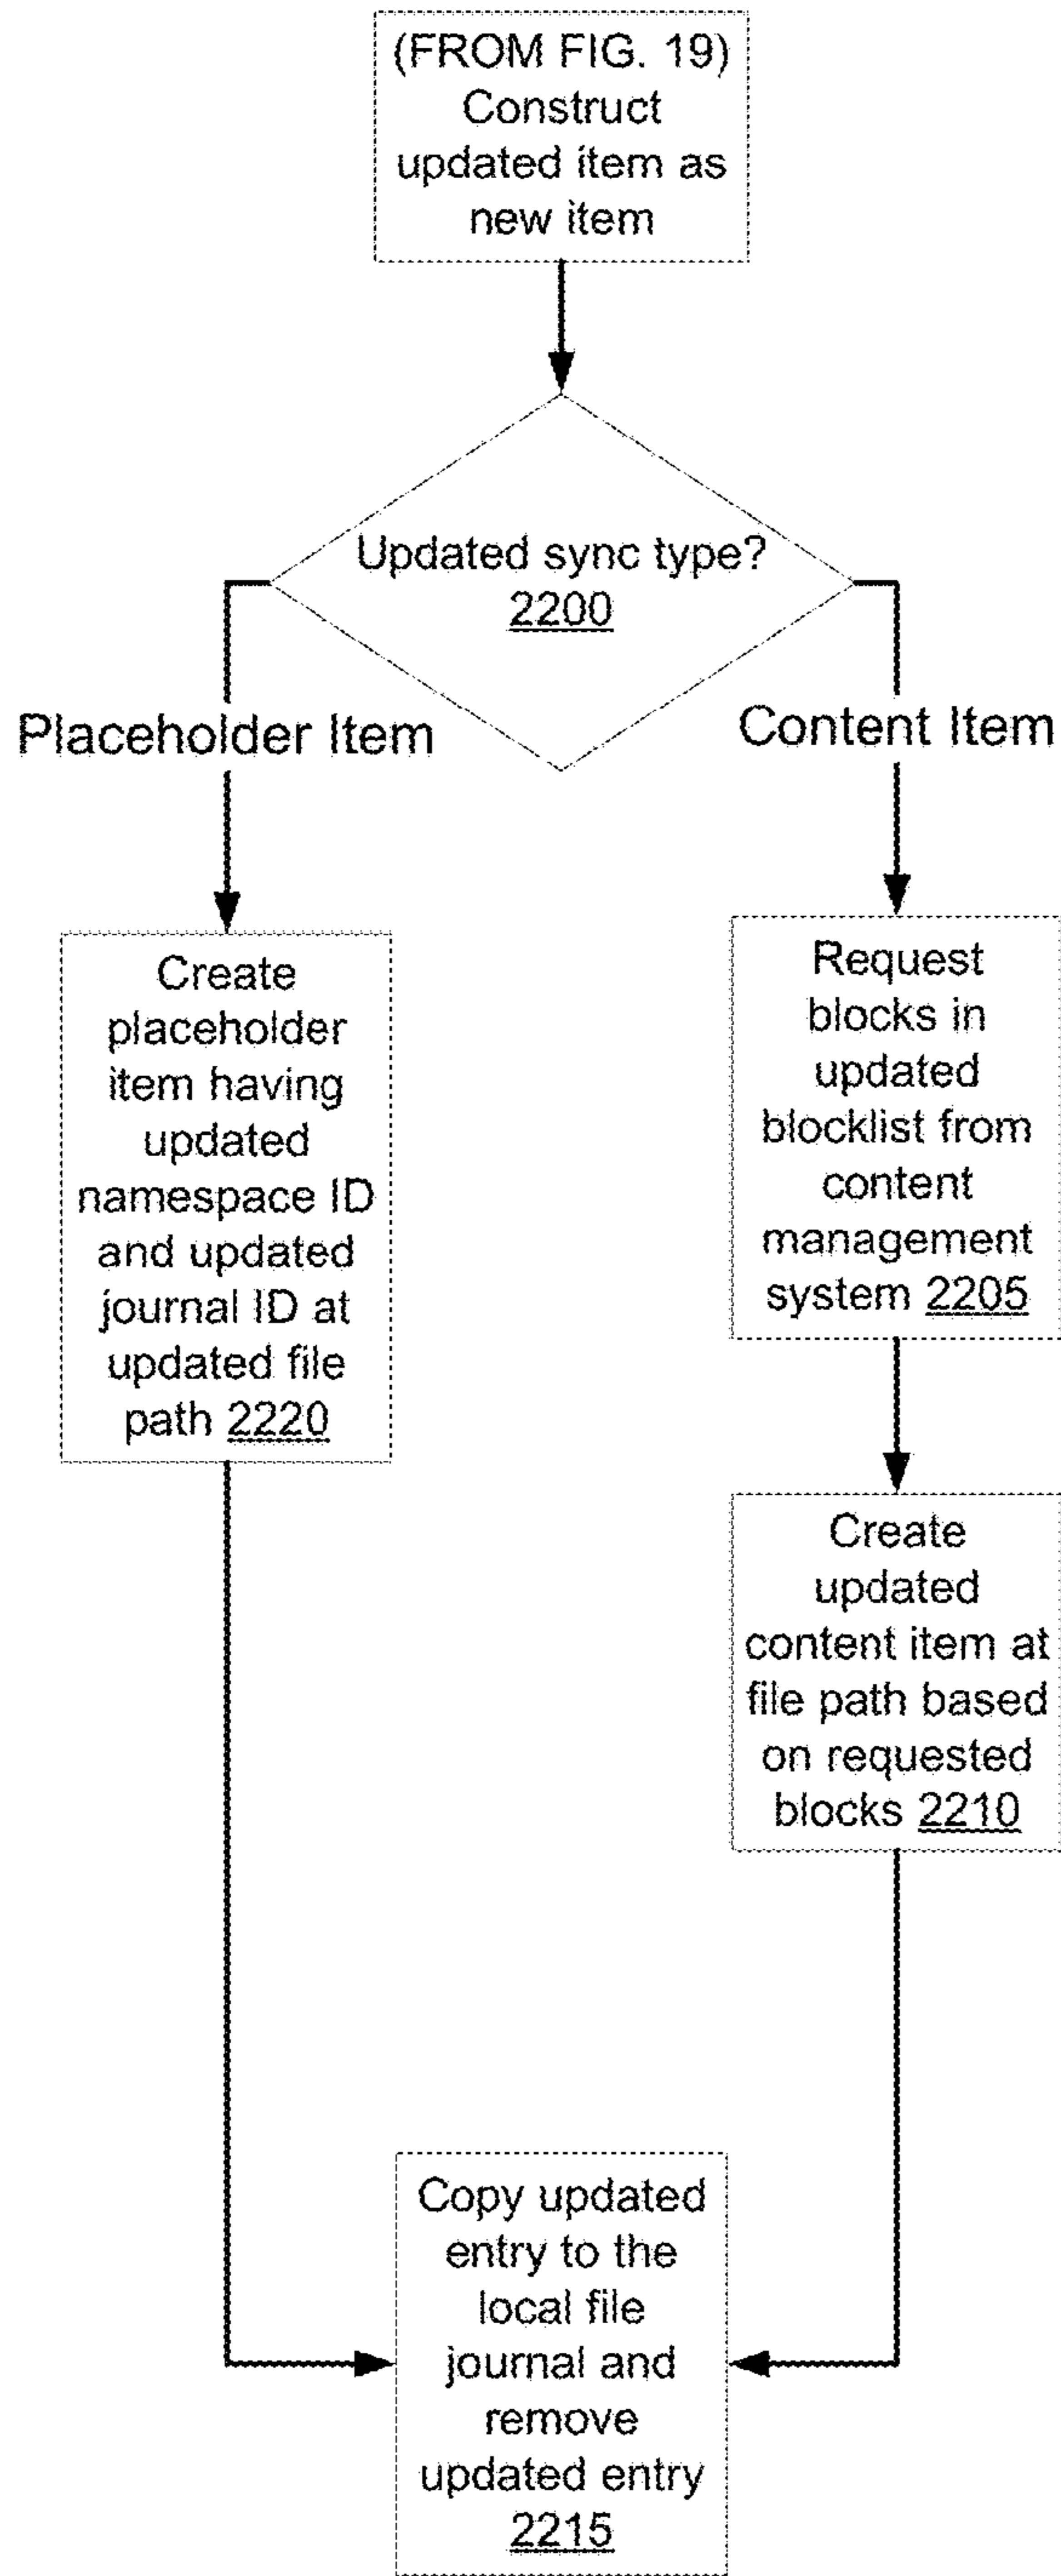 (FROM FIG. 19)
Construct
updated item as
new item
Updated sync type?
2200
Placeholder Item
Content Item
Create
placeholder
item having
updated
namespace ID
and updated
journal ID at
updated file
path 2220
Request
blocks in
updated
blocklist from
content
management
system 2205
Create
updated
content item at
file path based
on requested
blocks 2210
Copy updated
entry to the
local file
journal and
remove
updated entry
2215